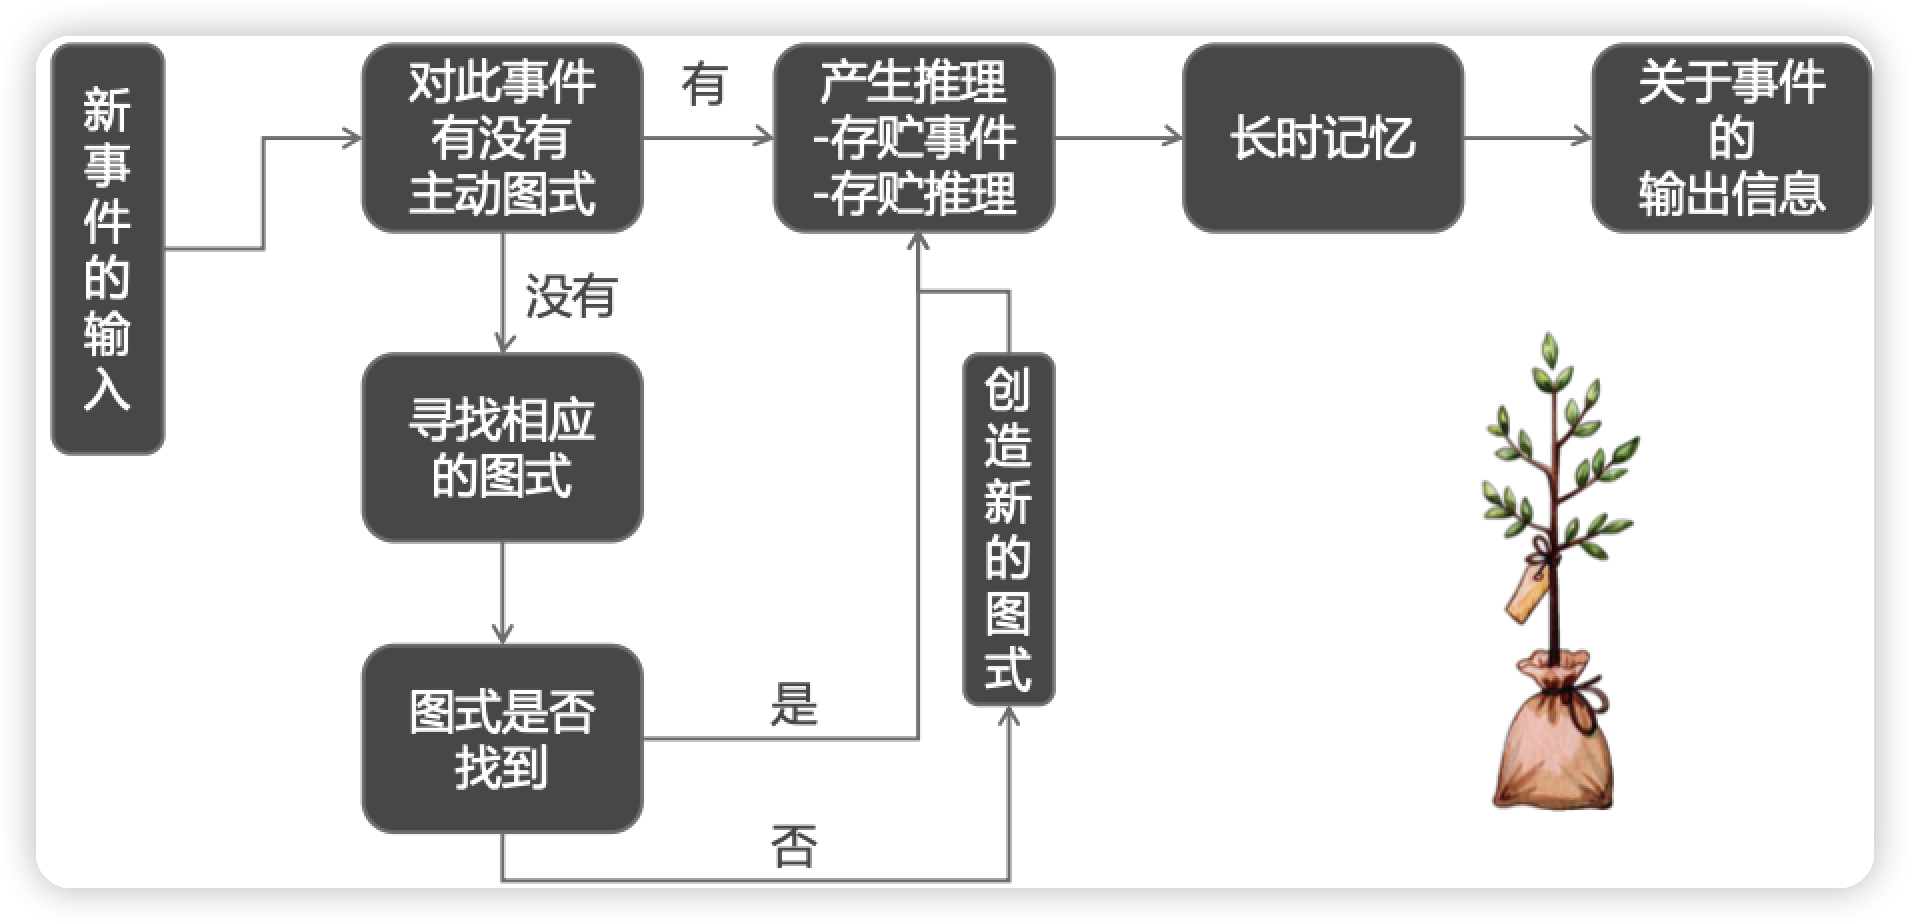 新
事
件
的
输
入
对此事件
有没有
主动图式
有
产生推理
-存贮事件
-存贮推理
长时记忆
关于事件
的
输出信息
没有
寻找相应
的图式
创
造
新
的
图
式
图式是否
找到
是
否